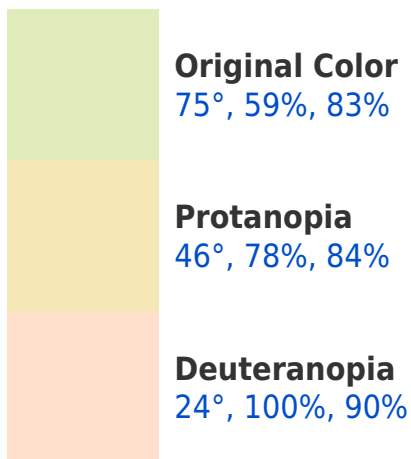 Original Color
75°, 59%, 83%
Protanopia
46°, 78%, 84%
Deuteranopia
24°, 100%, 90%